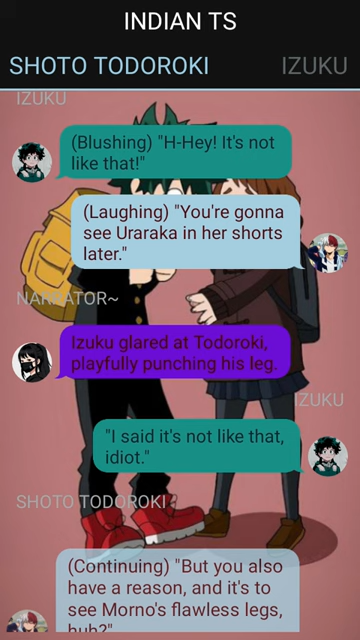 INDIAN TS
SHOTO TODOROKI IZUKU
IZUKU
(Blushing) "H-Hey! It's not
like that!"
(Laughing) "You're gonna
see Uraraka in her shorts
later."
NARRATOR~
Izuku glared at Todoroki,
playfully punching his leg.
IZUKU
"I said it's not like that,
idiot."
SHOTO TODOROKI
(Continuing) "But you also
have a reason, and it's to
see Morno's flawless legs,
huh?"